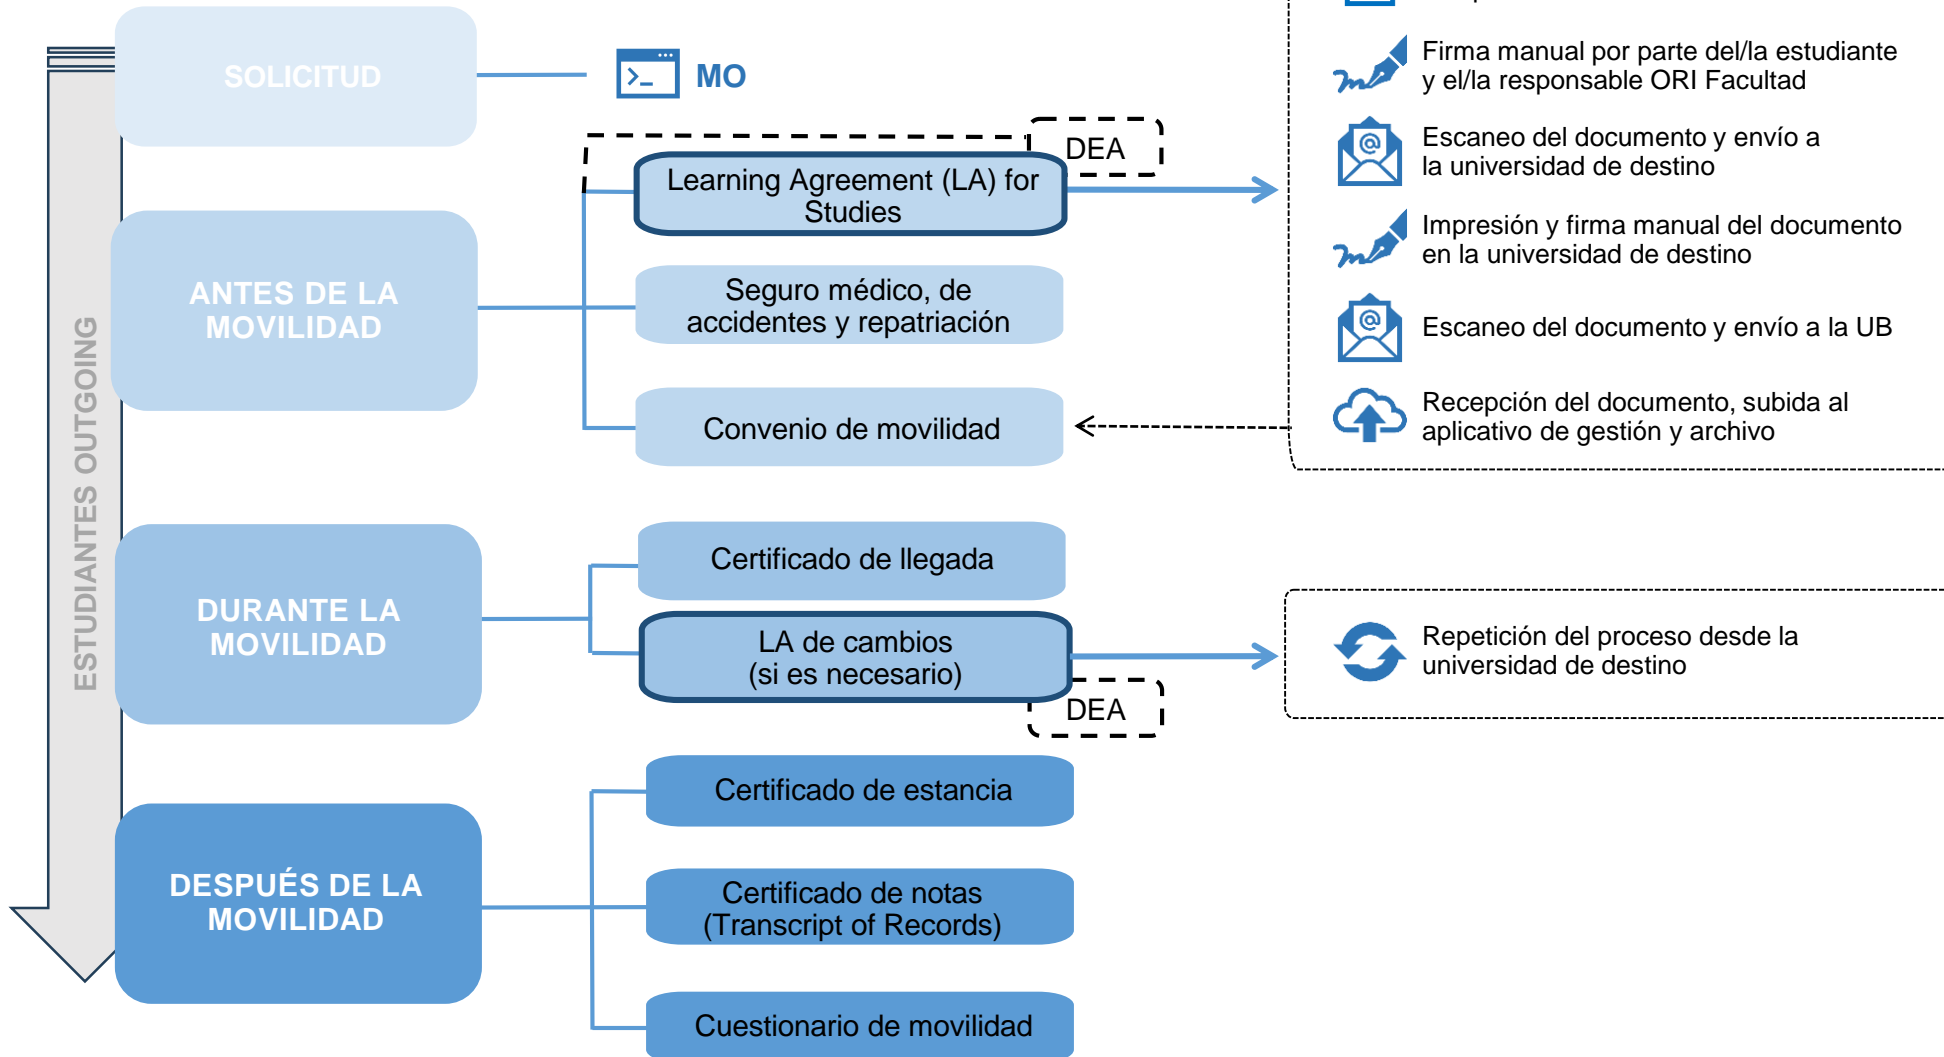 ESTUDIANTES OUTGOING
SOLICITUD
MO
ANTES DE LA
MOVILIDAD
DEA
Learning Agreement (LA) for
Studies
Seguro médico, de
accidentes y repatriación
Convenio de movilidad
Firma manual por parte del/la estudiante
y el/la responsable ORI Facultad
Escaneo del documento y envío a
la universidad de destino
Impresión y firma manual del documento
en la universidad de destino
Escaneo del documento y envío a la UB
Recepción del documento, subida al
aplicativo de gestión y archivo
DURANTE LA
MOVILIDAD
Certificado de llegada
LA de cambios
(si es necesario)
DEA
Repetición del proceso desde la
universidad de destino
DESPUÉS DE LA
MOVILIDAD
Certificado de estancia
Certificado de notas
(Transcript of Records)
Cuestionario de movilidad